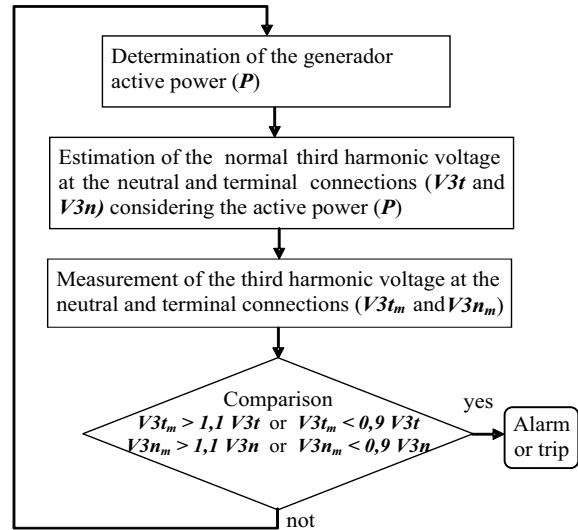 Determination of the generador
active power (P)
Estimation of the normal third harmonic voltage
at the neutral and terminal connections (V3t and
V3n) considering the active power (P)
Measurement of the third harmonic voltage at the
neutral and terminal connections (V3tₘ and V3nₘ)
Comparison
V3tₘ > 1,1 V3t or V3tₘ < 0,9 V3t
V3nₘ > 1,1 V3n or V3nₘ < 0,9 V3n
yes
Alarm
or trip
not